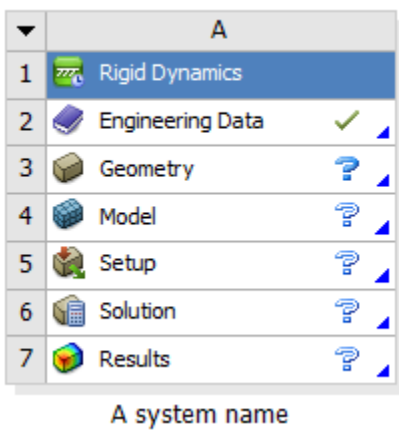 A
1 Rigid Dynamics
2 Engineering Data
3 Geometry ?
4 Model ?
5 Setup ?
6 Solution ?
7 Results ?
A system name